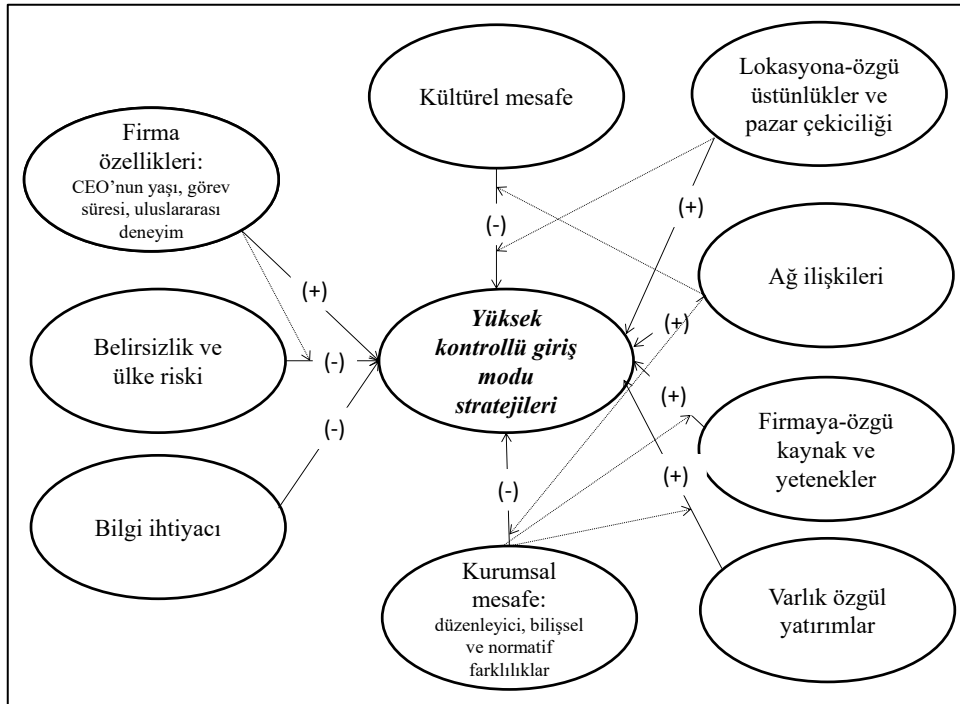 Kültürel mesafe
Lokasyona-özgü
üstünlükler ve
pazar çekiciliği
Firma
özellikleri:
CEO’nun yaşı, görev
süresi, uluslararası
deneyim
(-)
(+)
Ağ ilişkileri
(+)
Yüksek
kontrollü giriş
modu
stratejileri
(+)
Belirsizlik ve
ülke riski
(-)
(+)
Firmaya-özgü
kaynak ve
yetenekler
(-)
(+)
(-)
Bilgi ihtiyacı
Kurumsal
mesafe:
düzenleyici, bilişsel
ve normatif
farklılıklar
Varlık özgül
yatırımlar